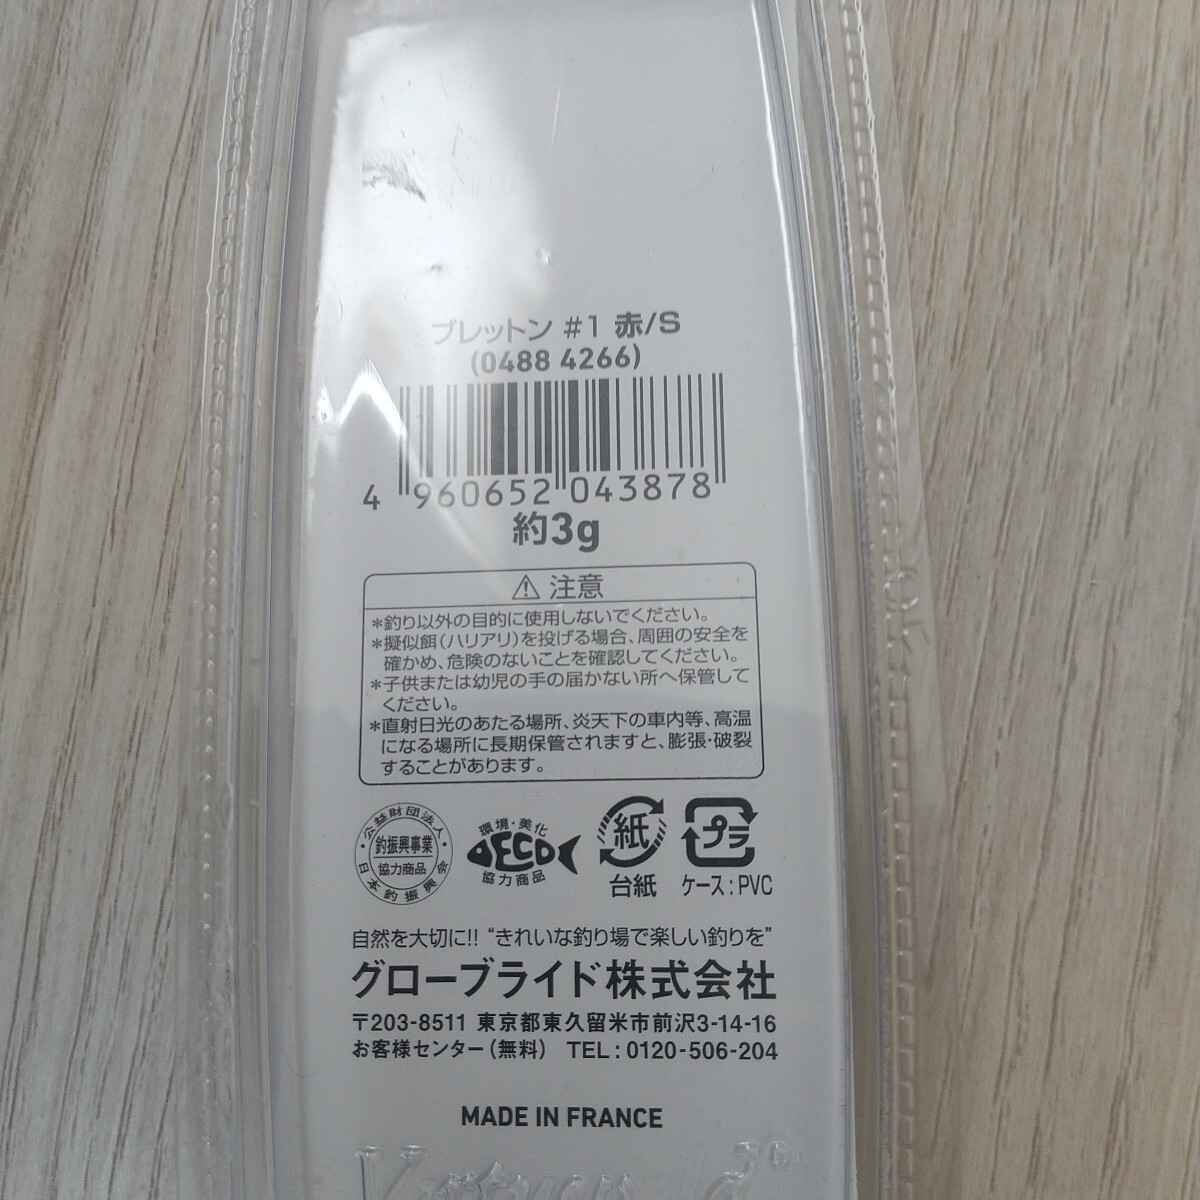 ブレットン #1 赤/S
(0488 4266)
4 960652 043878
約3g
⚠ 注意
*釣り以外の目的に使用しないでください。
*擬似餌(ハリアリ)を投げる場合、周囲の安全を
確かめ、危険のないことを確認してください。
*子供または幼児の手の届かない所へ保管して
ください。
*直射日光のあたる場所、炎天下の車内等、高温
になる場所に長期保管されますと、膨張・破裂
することがあります。
・公益財団法人・
釣振興事業
協力商品
日本釣振興会
環境・美化
ECO
協力商品
紙
台紙
プラ
ケース:PVC
自然を大切に!! “きれいな釣り場で楽しい釣りを”
グローブライド株式会社
〒203-8511 東京都東久留米市前沢3-14-16
お客様センター(無料) TEL:0120-506-204
MADE IN FRANCE